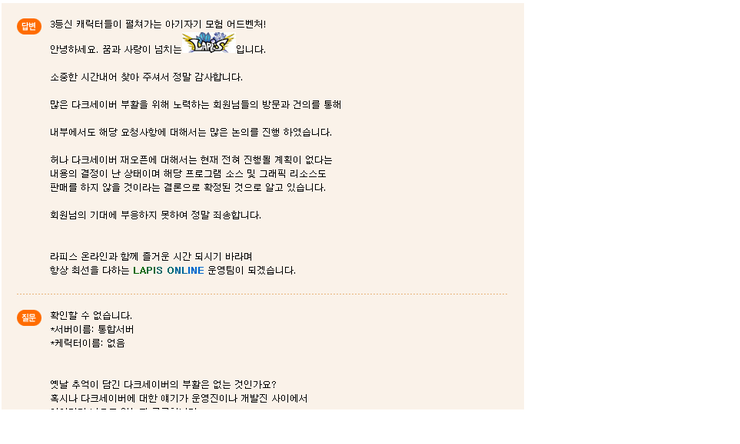 답변
3등신 캐릭터들이 펼쳐가는 아기자기 모험 어드벤처!
안녕하세요. 꿈과 사랑이 넘치는 LAPIS 입니다.
소중한 시간내어 찾아 주셔서 정말 감사합니다.
많은 다크세이버 부활을 위해 노력하는 회원님들의 방문과 건의를 통해
내부에서도 해당 요청사항에 대해서는 많은 논의를 진행 하였습니다.
허나 다크세이버 재오픈에 대해서는 현재 전혀 진행될 계획이 없다는
내용의 결정이 난 상태이며 해당 프로그램 소스 및 그래픽 리소스도
판매를 하지 않을 것이라는 결론으로 확정된 것으로 알고 있습니다.
회원님의 기대에 부응하지 못하여 정말 죄송합니다.
라피스 온라인과 함께 즐거운 시간 되시기 바라며
항상 최선을 다하는 LAPIS ONLINE 운영팀이 되겠습니다.
질문
확인할 수 없습니다.
*서버이름: 통합서버
*케릭터이름: 없음
옛날 추억이 담긴 다크세이버의 부활은 없는 것인가요?
혹시나 다크세이버에 대한 얘기가 운영진이나 개발진 사이에서